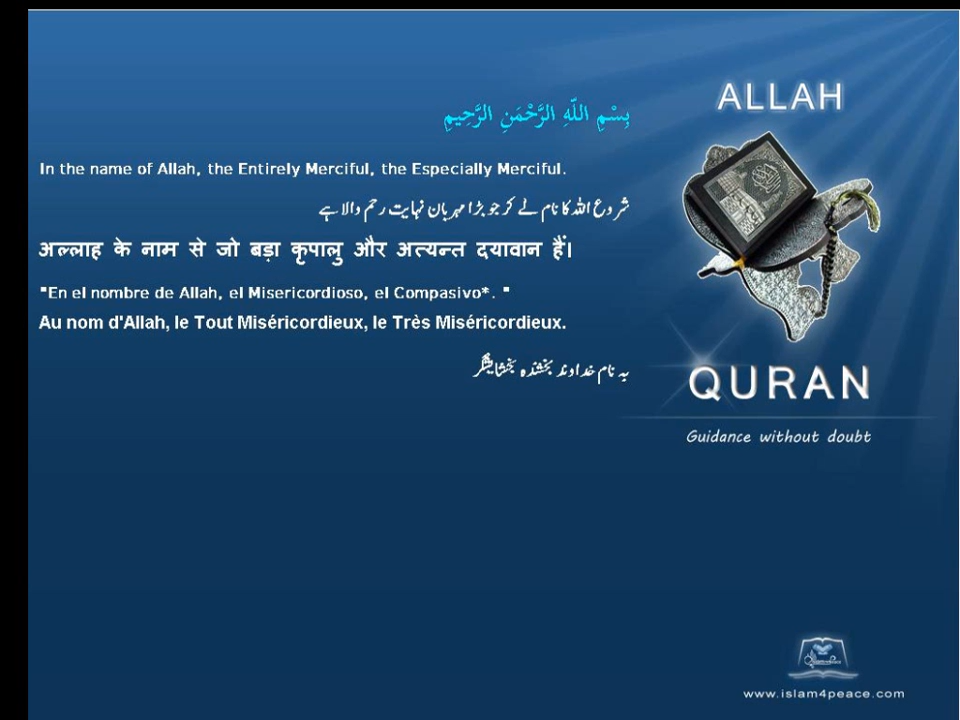 بِسْمِ اللَّهِ الرَّحْمَنِ الرَّحِيمِ
In the name of Allah, the Entirely Merciful, the Especially Merciful.
شروع الله کا نام لے کر جو بڑا مہربان نہایت رحم والا ہے
अल्लाह के नाम से जो बड़ा कृपालु और अत्यन्त दयावान हैं।
"En el nombre de Allah, el Misericordioso, el Compasivo*. "
Au nom d'Allah, le Tout Miséricordieux, le Très Miséricordieux.
به نام خداوند بخشنده بخشایشگر
ALLAH
QURAN
Guidance without doubt
www.islam4peace.com